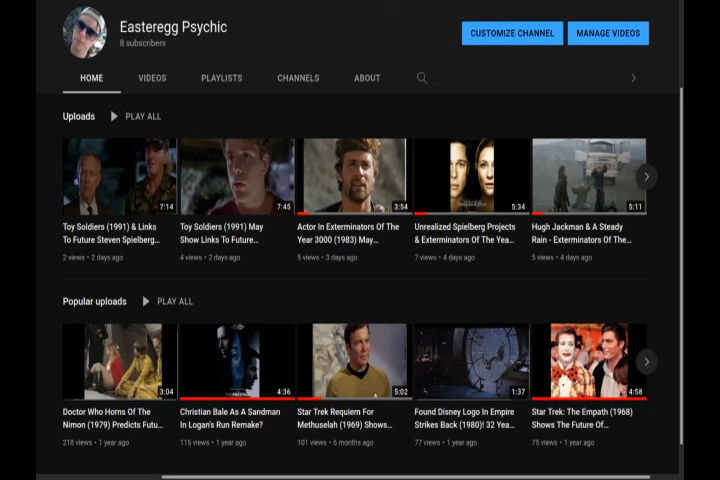 Easteregg Psychic
8 subscribers
CUSTOMIZE CHANNEL
MANAGE VIDEOS
HOME
VIDEOS
PLAYLISTS
CHANNELS
ABOUT
Uploads
PLAY ALL
7:14
7:45
3:54
5:34
5:11
Toy Soldiers (1991) & Links
To Future Steven Spielberg...
2 views • 2 days ago
Toy Soldiers (1991) May
Show Links To Future...
4 views • 2 days ago
Actor In Exterminators Of The
Year 3000 (1983) May...
5 views • 3 days ago
Unrealized Spielberg Projects
& Exterminators Of The Yea...
7 views • 4 days ago
Hugh Jackman & A Steady
Rain - Exterminators Of The...
5 views • 4 days ago
Popular uploads
PLAY ALL
3:04
4:36
5:02
1:37
4:58
Doctor Who Horns Of The
Nimon (1979) Predicts Futu...
218 views • 1 year ago
Christian Bale As A Sandman
In Logan's Run Remake?
115 views • 1 year ago
Star Trek Requiem For
Methuselah (1969) Shows...
101 views • 6 months ago
Found Disney Logo In Empire
Strikes Back (1980)! 32 Yea...
77 views • 1 year ago
Star Trek: The Empath (1968)
Shows The Future Of...
75 views • 1 year ago